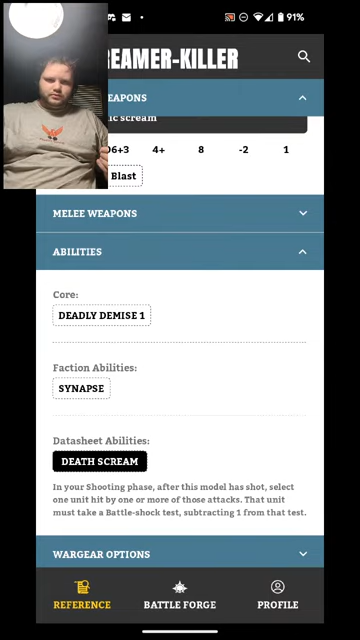 91%
REAMER-KILLER
EAPONS
ic scream
D6+3 4+ 8 -2 1
Blast
MELEE WEAPONS
ABILITIES
Core:
DEADLY DEMISE 1
Faction Abilities:
SYNAPSE
Datasheet Abilities:
DEATH SCREAM
In your Shooting phase, after this model has shot, select
one unit hit by one or more of those attacks. That unit
must take a Battle-shock test, subtracting 1 from that test.
WARGEAR OPTIONS
REFERENCE BATTLE FORGE PROFILE